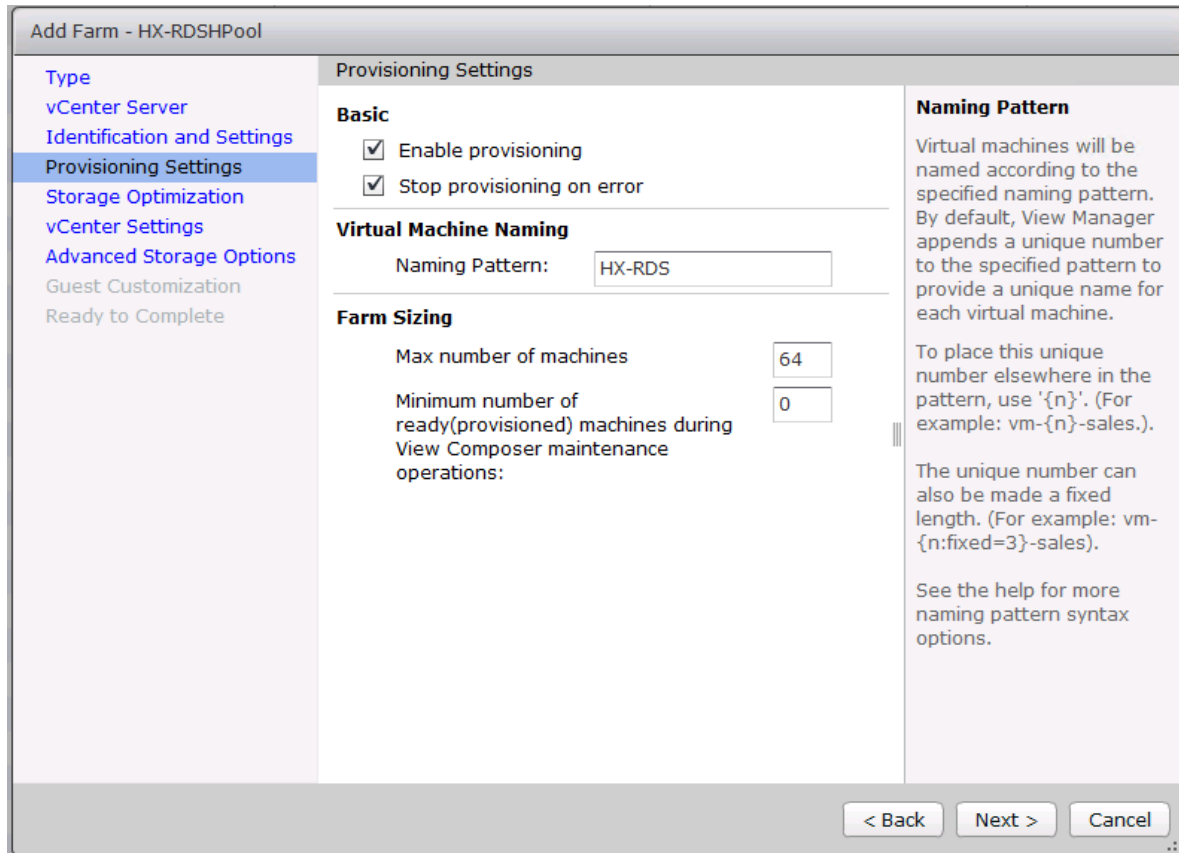 Add Farm - HX-RDSHPool
Type
vCenter Server
Identification and Settings
Provisioning Settings
Storage Optimization
vCenter Settings
Advanced Storage Options
Guest Customization
Ready to Complete
Provisioning Settings
Basic
Enable provisioning
Stop provisioning on error
Virtual Machine Naming
Naming Pattern: HX-RDS
Farm Sizing
Max number of machines 64
Minimum number of 0
ready(provisioned) machines during
View Composer maintenance
operations:
Naming Pattern
Virtual machines will be
named according to the
specified naming pattern.
By default, View Manager
appends a unique number
to the specified pattern to
provide a unique name for
each virtual machine.
To place this unique
number elsewhere in the
pattern, use '{n}'. (For
example: vm-{n}-sales.).
The unique number can
also be made a fixed
length. (For example: vm-
{n:fixed=3}-sales).
See the help for more
naming pattern syntax
options.
< Back Next > Cancel